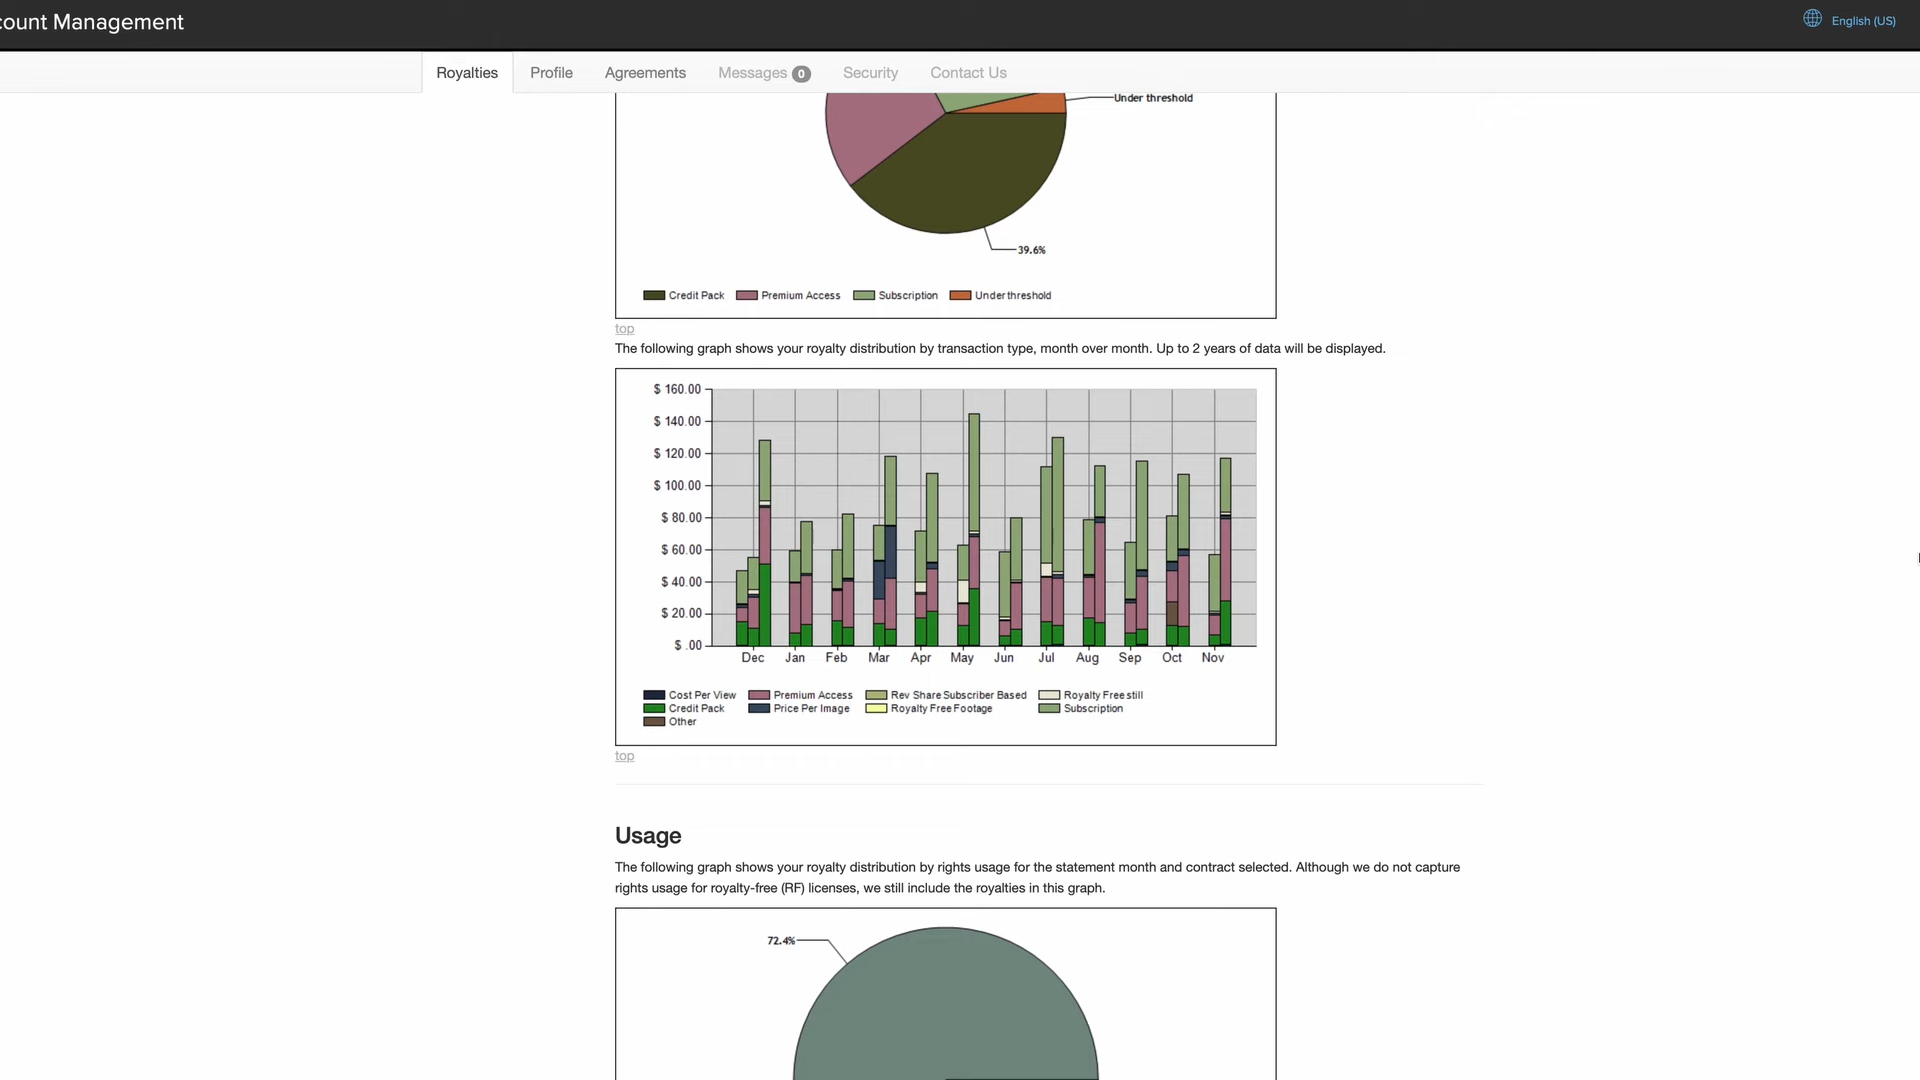 count Management
English (US)
Royalties
Profile
Agreements
Messages 0
Security
Contact Us
Under threshold
39.6%
Credit Pack
Premium Access
Subscription
Under threshold
top
The following graph shows your royalty distribution by transaction type, month over month. Up to 2 years of data will be displayed.
$ 160.00
$ 140.00
$ 120.00
$ 100.00
$ 80.00
$ 60.00
$ 40.00
$ 20.00
$ .00
Dec Jan Feb Mar Apr May Jun Jul Aug Sep Oct Nov
Cost Per View
Premium Access
Rev Share Subscriber Based
Royalty Free still
Credit Pack
Price Per Image
Royalty Free Footage
Subscription
Other
top
Usage
The following graph shows your royalty distribution by rights usage for the statement month and contract selected. Although we do not capture
rights usage for royalty-free (RF) licenses, we still include the royalties in this graph.
72.4%